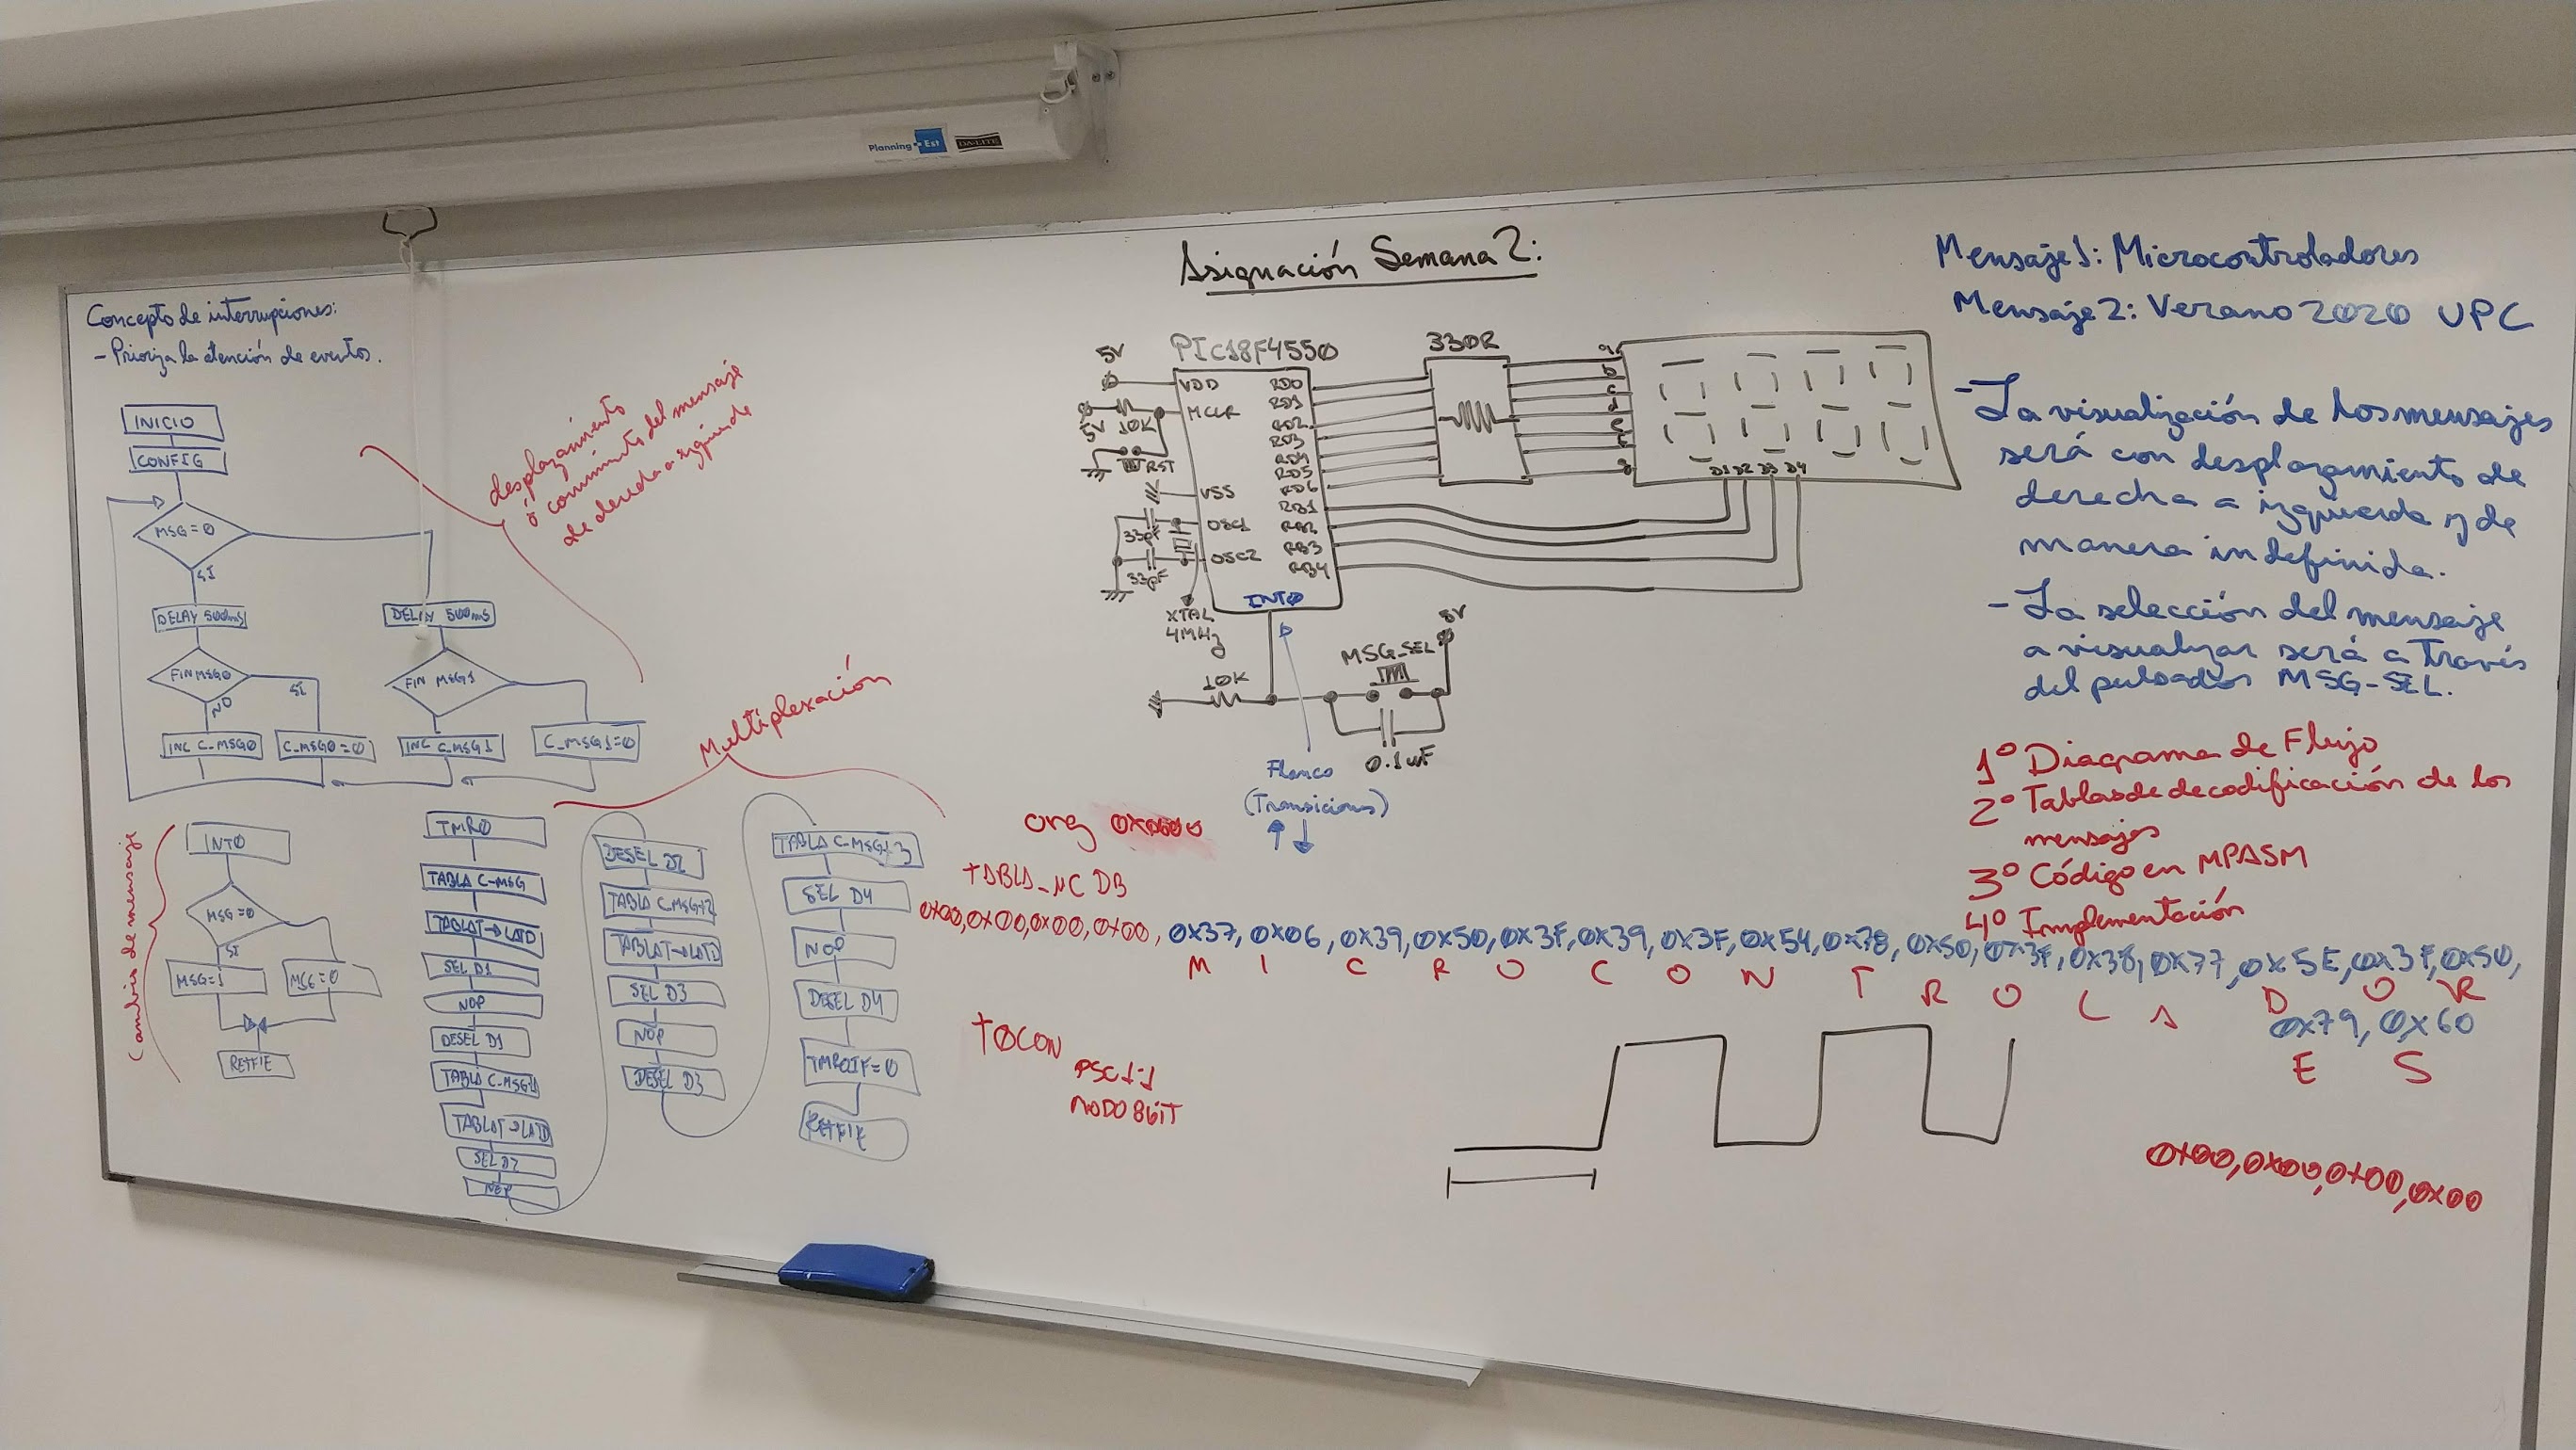 Planning Est
DA-LITE
Asignación Semana 2:
Mensaje 1: Microcontroladores
Mensaje 2: Verano 2020 UPC
- La visualización de los mensajes
será con desplazamiento de
derecha a izquierda y de
manera indefinida.
- La selección del mensaje
a visualizar será a través
del pulsador MSG-SEL.
1º Diagrama de Flujo
2º Tablas de decodificación de los
mensajes
3º Código en MPASM
4º Implementación
Concepto de interrupciones:
- Prioriza la atención de eventos.
INICIO
CONFIG
MSG=0
SI
DELAY 500ms
DELAY 500ms
FIN MSG0
SI
NO
FIN MSG1
INC C_MSG0
C_MSG0=0
INC C_MSG1
C_MSG1=0
desplazamiento
ó corrimiento del mensaje
de derecha a izquierda
Multiplexación
Cambio de mensaje
INT0
MSG=0
SI
MSG=1
MSG=0
RETFIE
TMR0
TABLA C-MSG
TABLAT→LATD
SEL D1
NOP
DESEL D1
TABLA C-MSG+1
TABLAT→LATD
SEL D2
NOP
DESEL D2
TABLA C-MSG+2
TABLAT→LATD
SEL D3
NOP
DESEL D3
TABLA C-MSG+3
SEL D4
NOP
DESEL D4
TMR0IF=0
RETFIE
PIC18F4550
330R
5V
VDD
MCLR
5V
10K
RST
VSS
OSC1
33pF
OSC2
33pF
XTAL
4MHz
RD0
RD1
RD2
RD3
RD4
RD5
RD6
RB1
RB2
RB3
RB4
INT0
a
b
c
d
e
g
D1 D2 D3 D4
10K
MSG_SEL
5V
0.1uF
Flanco
(Transiciones)
↑ ↓
org 0x0600
TABLA_MC DB
0x00,0x00,0x00,0x00, 0x37, 0x06, 0x39, 0x50, 0x3F, 0x39, 0x3F, 0x54, 0x78, 0x50, 0x3F, 0x38, 0x77, 0x5E, 0x3F, 0x50,
M I C R O C O N T R O L A D O R
0x79, 0x60
E S
0x00,0x00,0x00,0x00
T0CON
PSC 1:1
MODO 8BIT